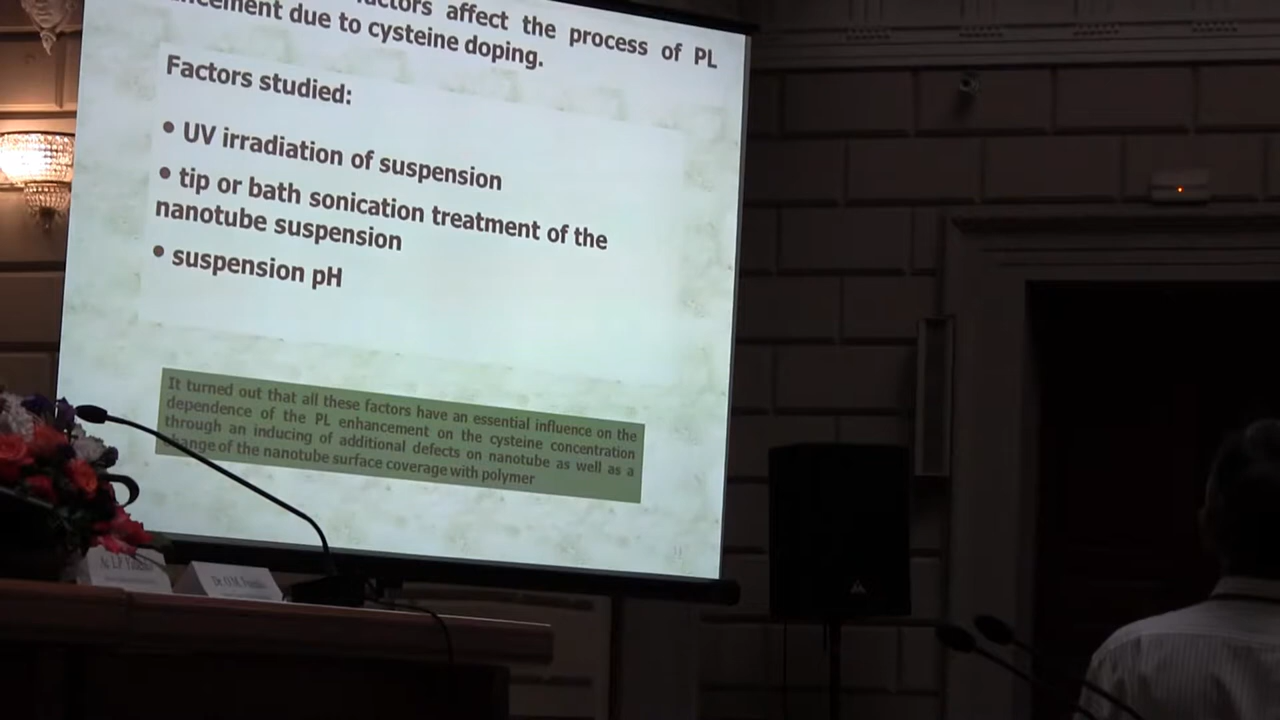 affect the process of PL
due to cysteine doping.
Factors studied:
• UV irradiation of suspension
• tip or bath sonication treatment of the
nanotube suspension
• suspension pH
It turned out that all these factors have an essential influence on the
dependence of the PL enhancement on the cysteine concentration
through an inducing of additional defects on nanotube as well as a
change of the nanotube surface coverage with polymer
11
Dr. O.M.